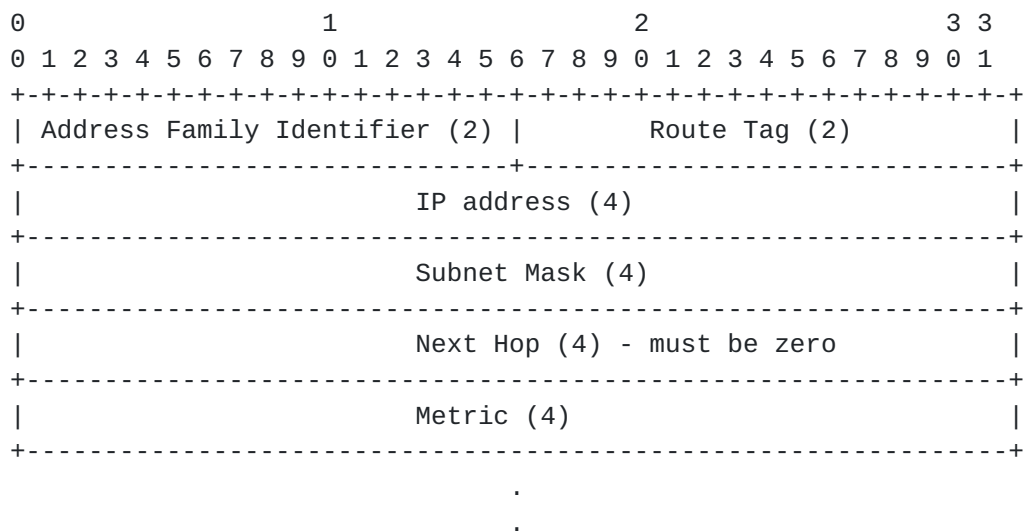 0                   1                   2                   3 3
0 1 2 3 4 5 6 7 8 9 0 1 2 3 4 5 6 7 8 9 0 1 2 3 4 5 6 7 8 9 0 1
+-+-+-+-+-+-+-+-+-+-+-+-+-+-+-+-+-+-+-+-+-+-+-+-+-+-+-+-+-+-+-+-+
| Address Family Identifier (2) |        Route Tag (2)          |
+-------------------------------+-------------------------------+
|                         IP address (4)                        |
+---------------------------------------------------------------+
|                         Subnet Mask (4)                       |
+---------------------------------------------------------------+
|                         Next Hop (4) - must be zero           |
+---------------------------------------------------------------+
|                         Metric (4)                            |
+---------------------------------------------------------------+
                                .
                                .